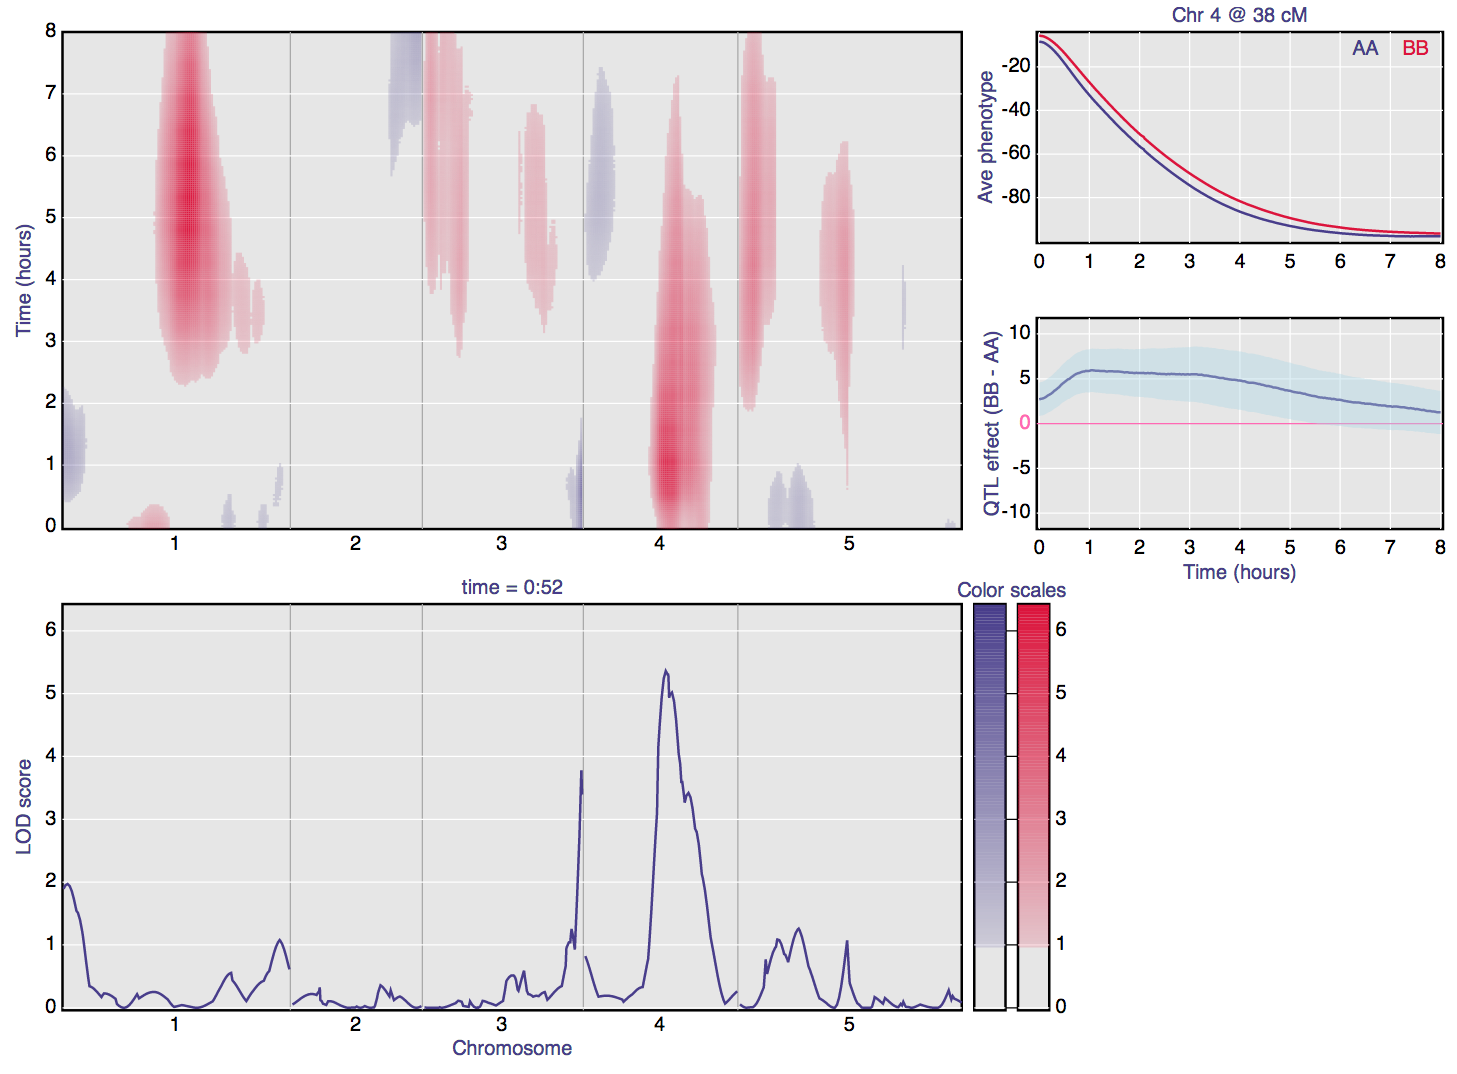 Chr 4 @ 38 cM
8
7
6
5
4
3
2
1
0
Time (hours)
1 2 3 4 5
AA BB
-20
-40
-60
-80
Ave phenotype
0 1 2 3 4 5 6 7 8
10
5
0
-5
-10
QTL effect (BB - AA)
0 1 2 3 4 5 6 7 8
Time (hours)
time = 0:52
6
5
4
3
2
1
0
LOD score
1 2 3 4 5
Chromosome
Color scales
6
5
4
3
2
1
0